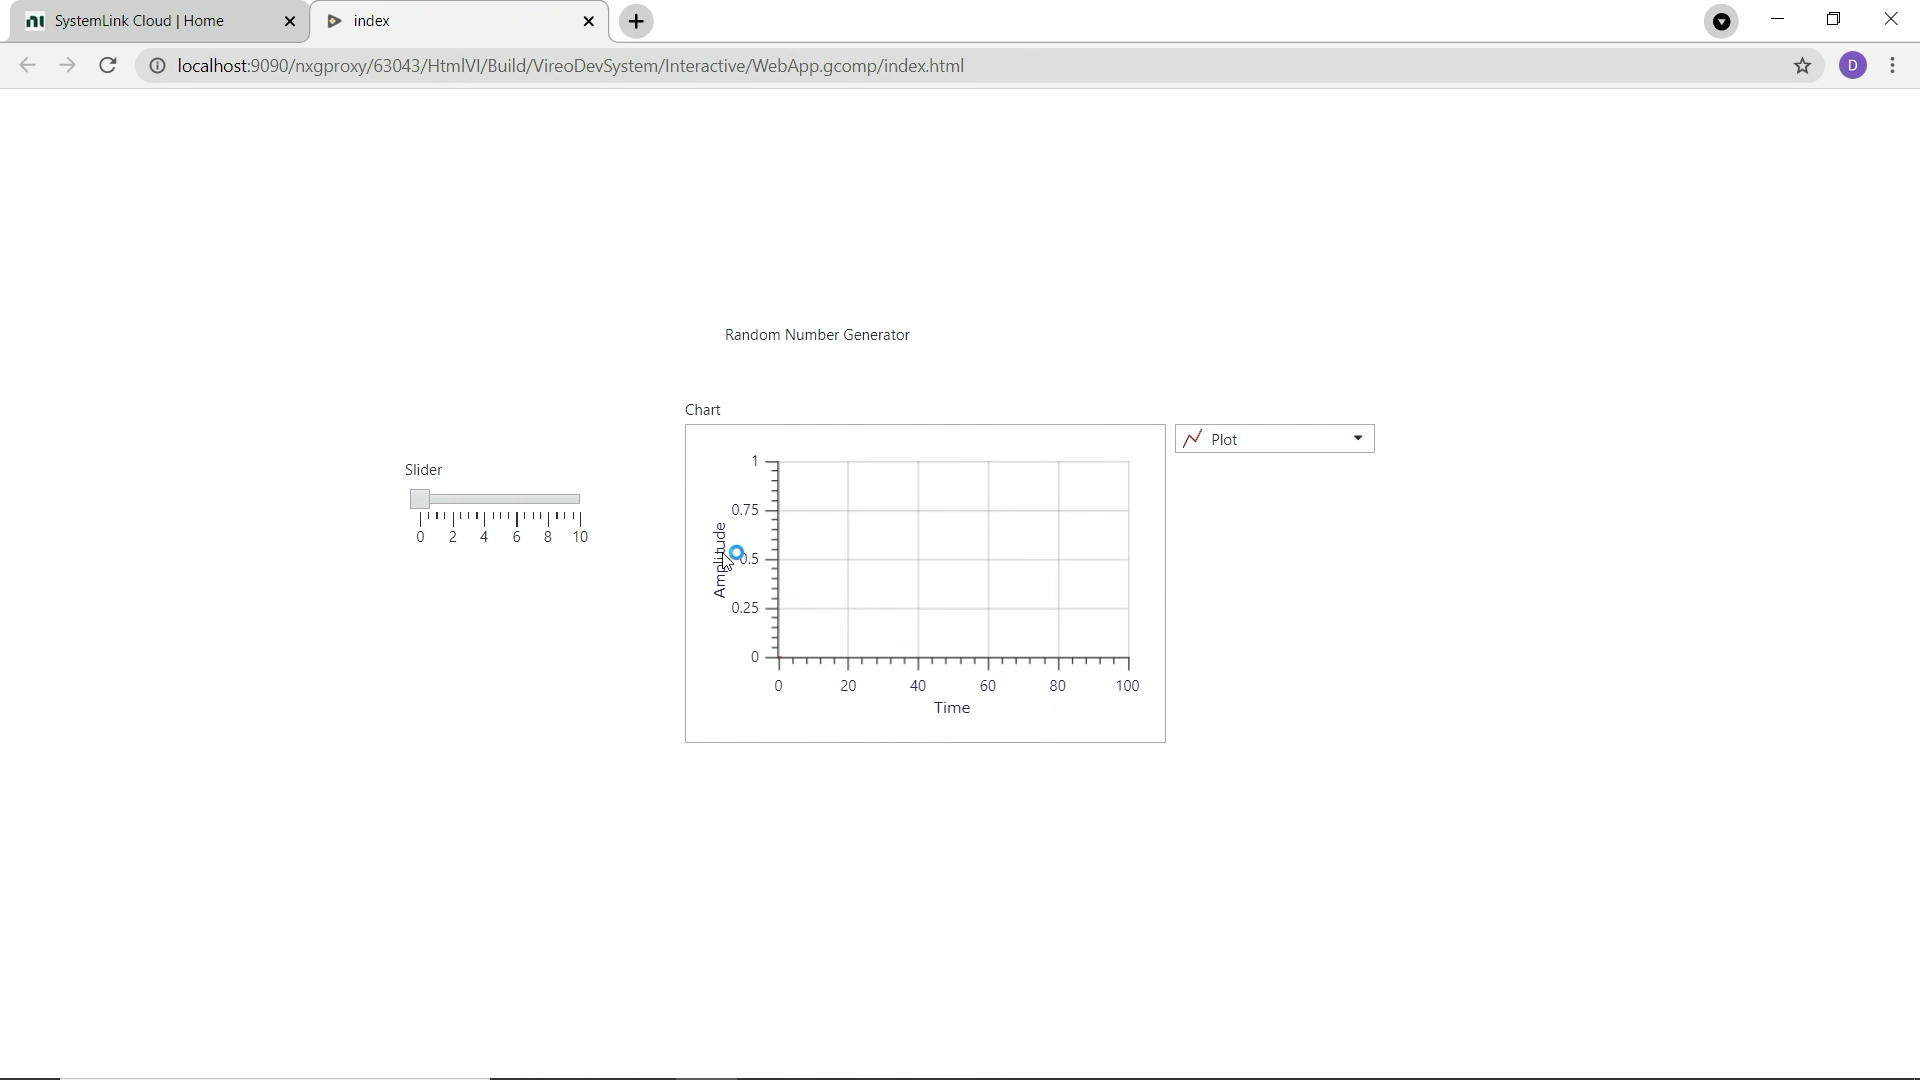 SystemLink Cloud | Home
index
localhost:9090/nxgproxy/63043/HtmlVI/Build/VireoDevSystem/Interactive/WebApp.gcomp/index.html
D
Random Number Generator
Chart
Plot
Slider
0 2 4 6 8 10
1
0.75
0.5
0.25
0
Amplitude
0 20 40 60 80 100
Time